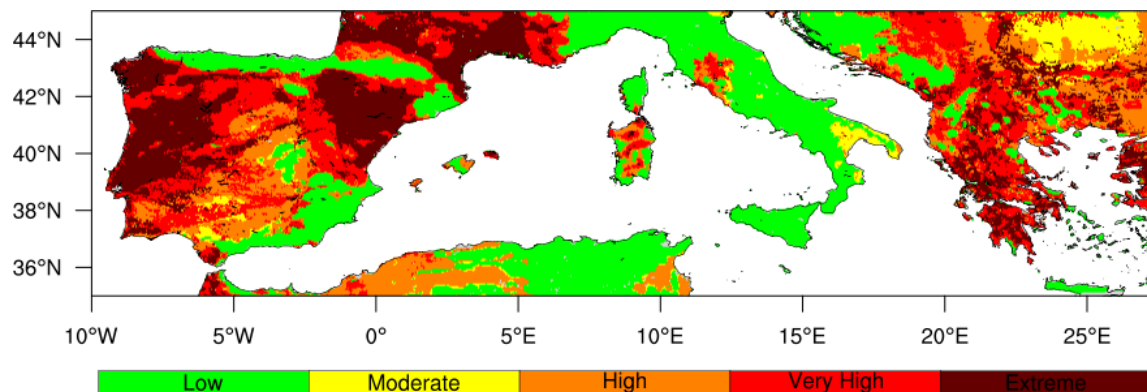 44°N
42°N
40°N
38°N
36°N
10°W 5°W 0° 5°E 10°E 15°E 20°E 25°E
Low Moderate High Very High Extreme